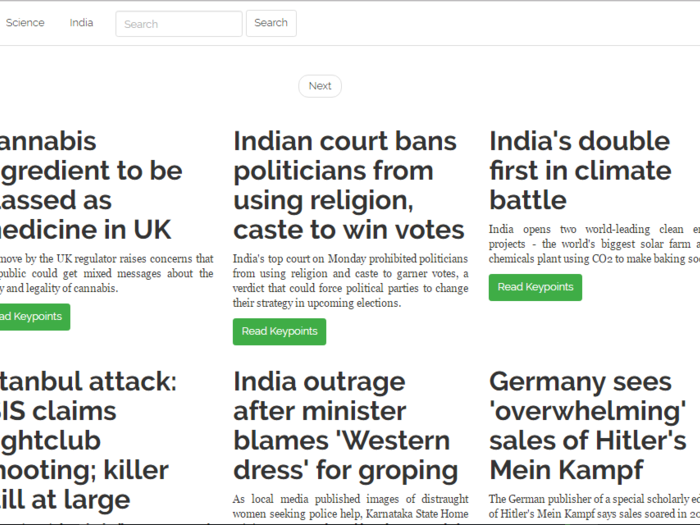 Science India Search Search
Next
annabis
gredient to be
assed as
edicine in UK
move by the UK regulator raises concerns that
public could get mixed messages about the
y and legality of cannabis.
ad Keypoints
Indian court bans
politicians from
using religion,
caste to win votes
India's top court on Monday prohibited politicians
from using religion and caste to garner votes, a
verdict that could force political parties to change
their strategy in upcoming elections.
Read Keypoints
India's double
first in climate
battle
India opens two world-leading clean en
projects - the world's biggest solar farm a
chemicals plant using CO2 to make baking so
Read Keypoints
tanbul attack:
IS claims
ghtclub
hooting; killer
ill at large
India outrage
after minister
blames 'Western
dress' for groping
As local media published images of distraught
women seeking police help, Karnataka State Home
Germany sees
'overwhelming'
sales of Hitler's
Mein Kampf
The German publisher of a special scholarly ed
of Hitler's Mein Kampf says sales soared in 20